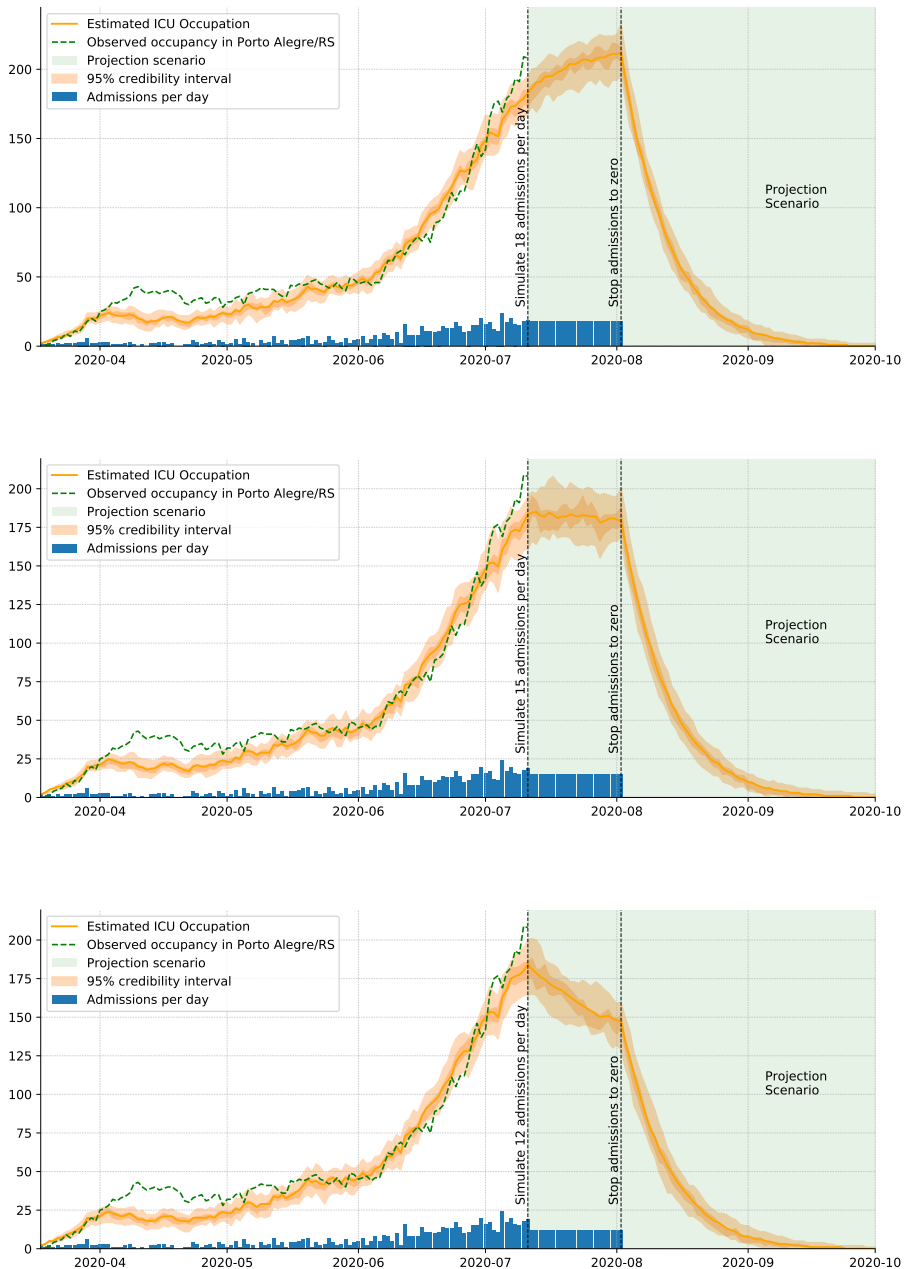 Estimated ICU Occupation
Observed occupancy in Porto Alegre/RS
Projection scenario
95% credibility interval
Admissions per day
200
150
100
50
0
Simulate 18 admissions per day
Stop admissions to zero
Projection
Scenario
2020-04
2020-05
2020-06
2020-07
2020-08
2020-09
2020-10
Estimated ICU Occupation
Observed occupancy in Porto Alegre/RS
Projection scenario
95% credibility interval
Admissions per day
200
175
150
125
100
75
50
25
0
Simulate 15 admissions per day
Stop admissions to zero
Projection
Scenario
2020-04
2020-05
2020-06
2020-07
2020-08
2020-09
2020-10
Estimated ICU Occupation
Observed occupancy in Porto Alegre/RS
Projection scenario
95% credibility interval
Admissions per day
200
175
150
125
100
75
50
25
0
Simulate 12 admissions per day
Stop admissions to zero
Projection
Scenario
2020-04
2020-05
2020-06
2020-07
2020-08
2020-09
2020-10